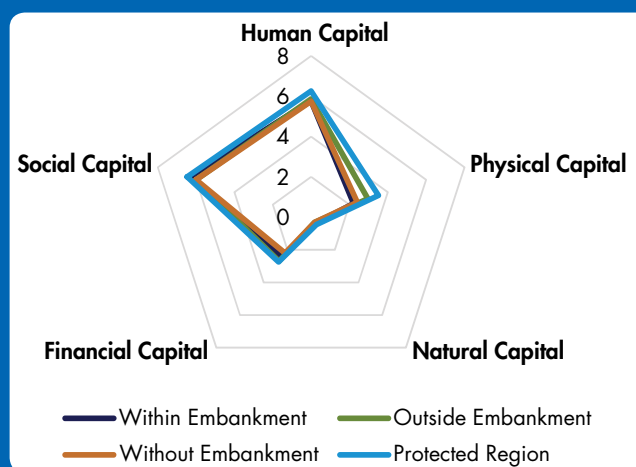 Human Capital
8
6
4
2
0
Social Capital
Physical Capital
Financial Capital
Natural Capital
Within Embankment
Outside Embankment
Without Embankment
Protected Region